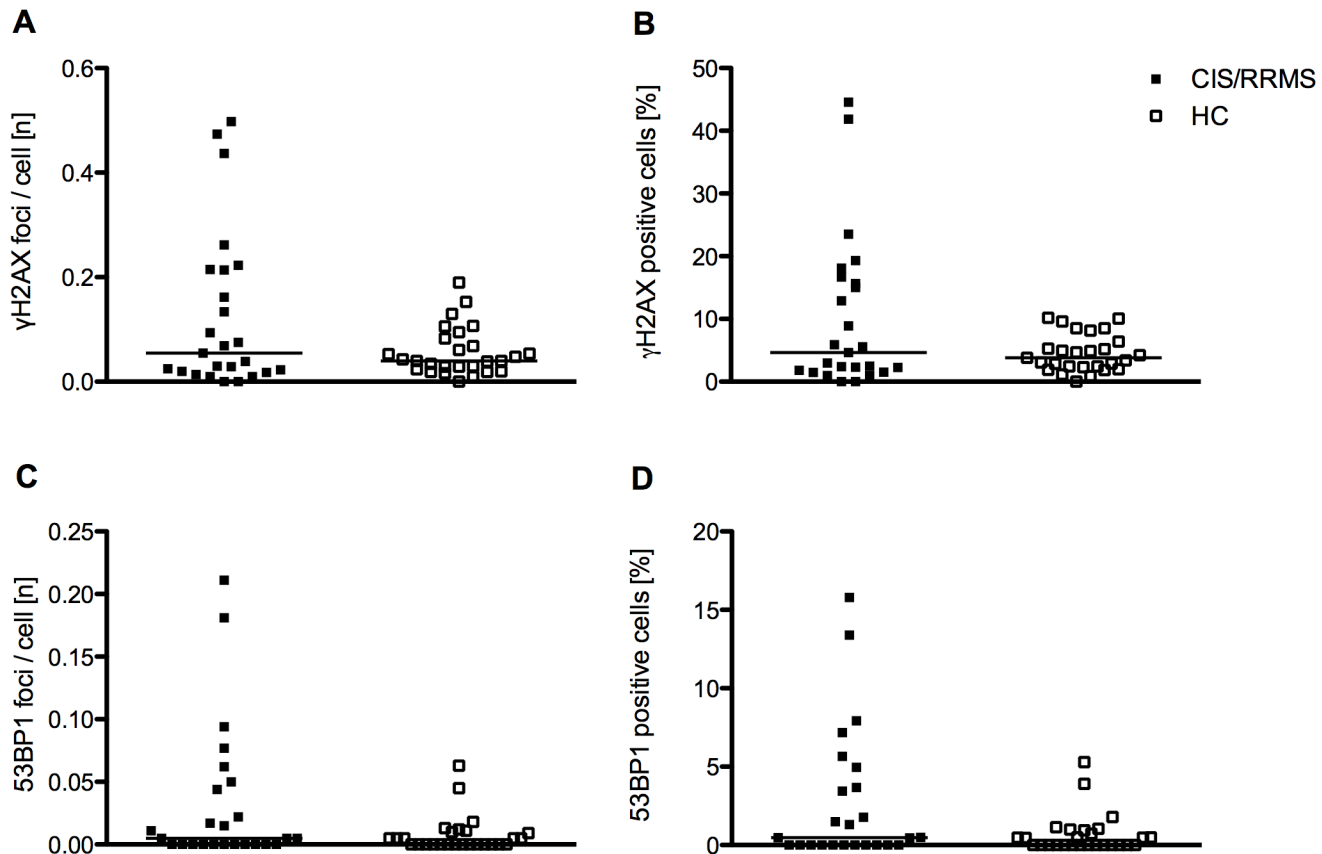 A
γH2AX foci / cell [n]
0.6
0.4
0.2
0.0
B
γH2AX positive cells [%]
50
40
30
20
10
0
CIS/RRMS
HC
C
53BP1 foci / cell [n]
0.25
0.20
0.15
0.10
0.05
0.00
D
53BP1 positive cells [%]
20
15
10
5
0